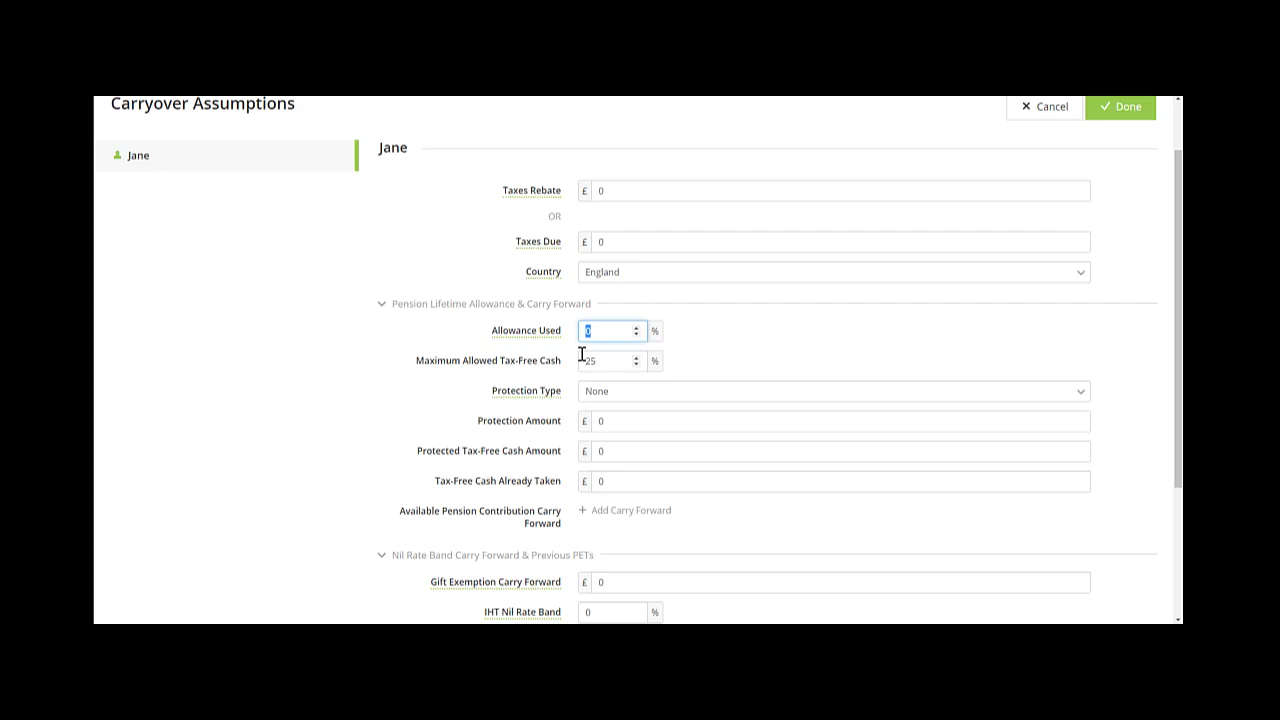 Carryover Assumptions
Cancel
Done
Jane
Jane
Taxes Rebate £ 0
OR
Taxes Due £ 0
Country England
Pension Lifetime Allowance & Carry Forward
Allowance Used 0 %
Maximum Allowed Tax-Free Cash 25 %
Protection Type None
Protection Amount £ 0
Protected Tax-Free Cash Amount £ 0
Tax-Free Cash Already Taken £ 0
Available Pension Contribution Carry + Add Carry Forward
Forward
Nil Rate Band Carry Forward & Previous PETs
Gift Exemption Carry Forward £ 0
IHT Nil Rate Band 0 %